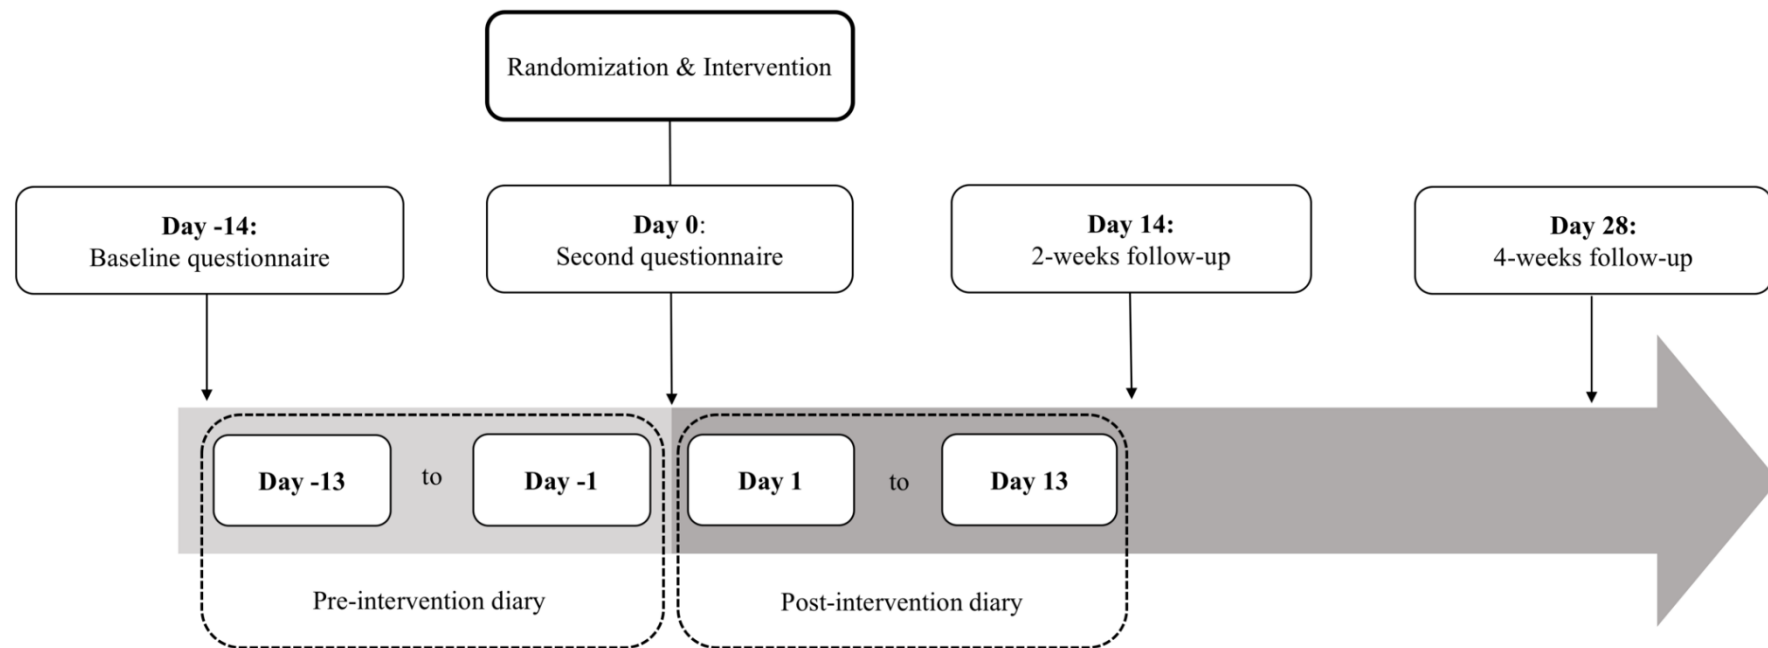 Randomization & Intervention
Day -14:
Baseline questionnaire
Day 0:
Second questionnaire
Day 14:
2-weeks follow-up
Day 28:
4-weeks follow-up
Day -13
to
Day -1
Day 1
to
Day 13
Pre-intervention diary
Post-intervention diary